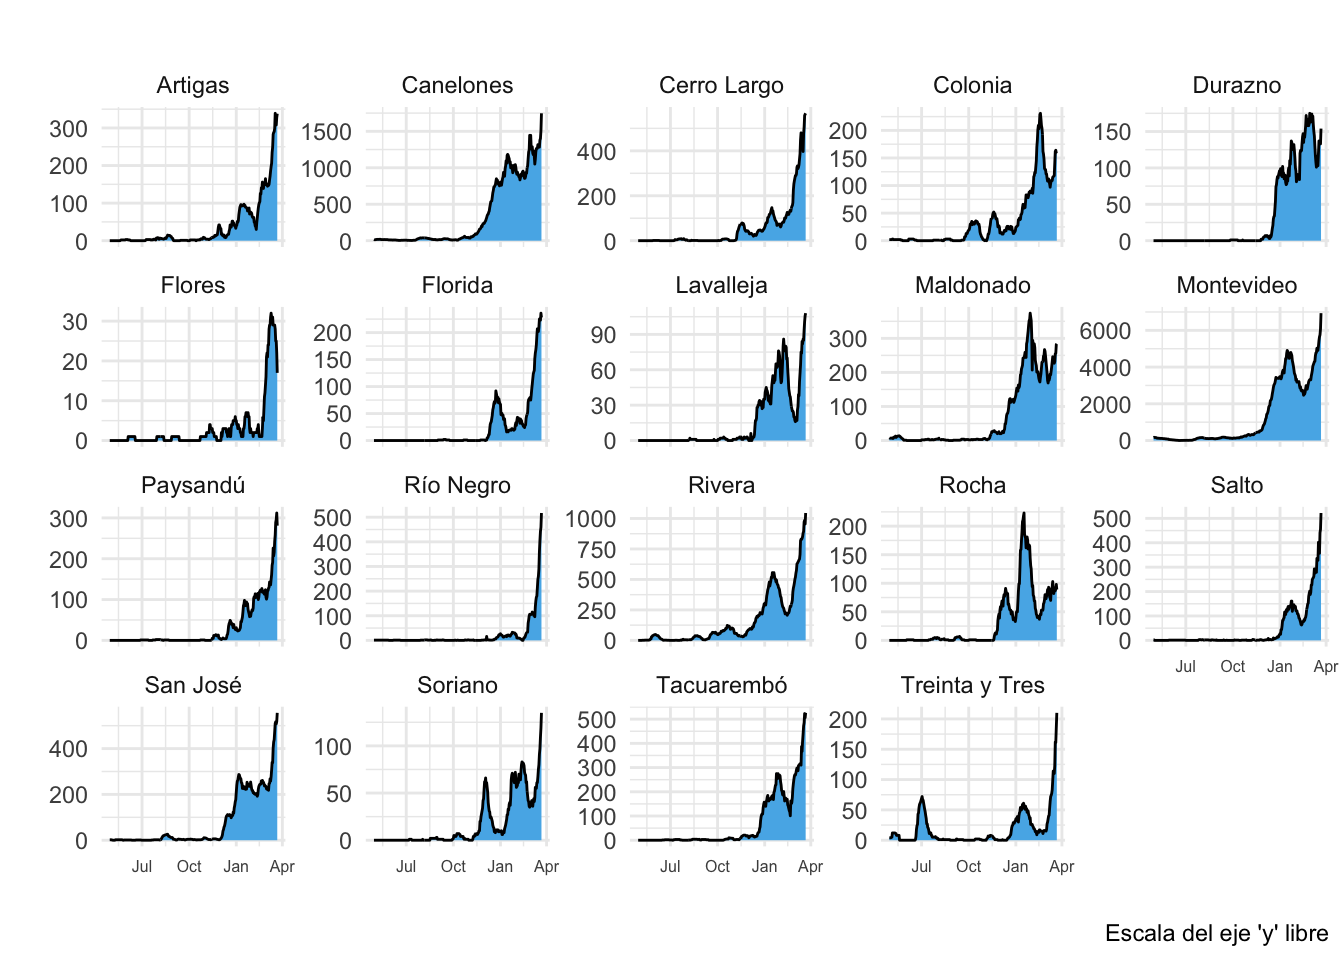 Artigas Canelones Cerro Largo Colonia Durazno
300 1500 400 200 150
200 1000 200 150 100
100 500 0 100 50
0 0 50 0
0
Flores Florida Lavalleja Maldonado Montevideo
30 200 90 300 6000
20 150 60 200 4000
10 100 30 100 2000
0 50 0 0 0
0
Paysandú Río Negro Rivera Rocha Salto
300 500 1000 200 500
200 400 750 150 400
100 300 500 100 300
0 200 250 50 200
100 0 0 100
0 0
Jul Oct Jan Apr
San José Soriano Tacuarembó Treinta y Tres
400 100 500 200
200 50 400 150
0 0 300 100
200 50
100 0
0
Jul Oct Jan Apr Jul Oct Jan Apr Jul Oct Jan Apr Jul Oct Jan Apr
Escala del eje 'y' libre